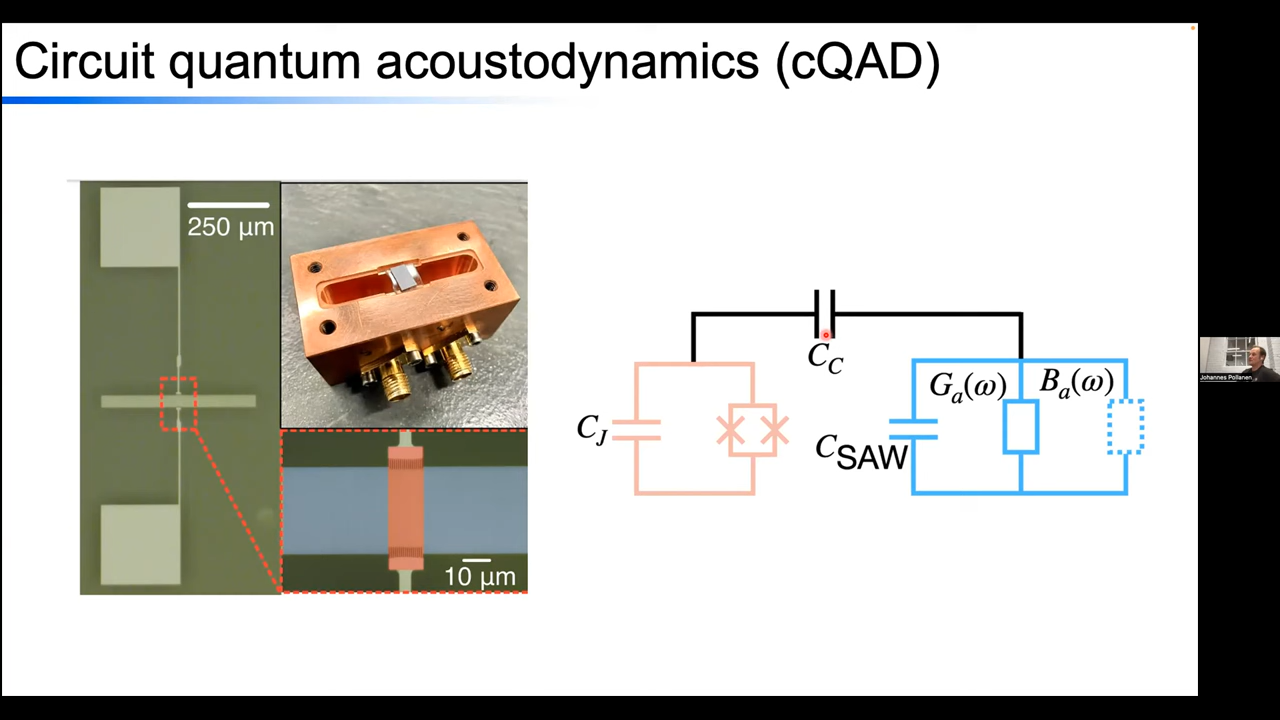 Circuit quantum acoustodynamics (cQAD)
250 μm
10 μm
C_C
C_J
C_SAW
G_a(ω)
B_a(ω)
Johannes Pollanen